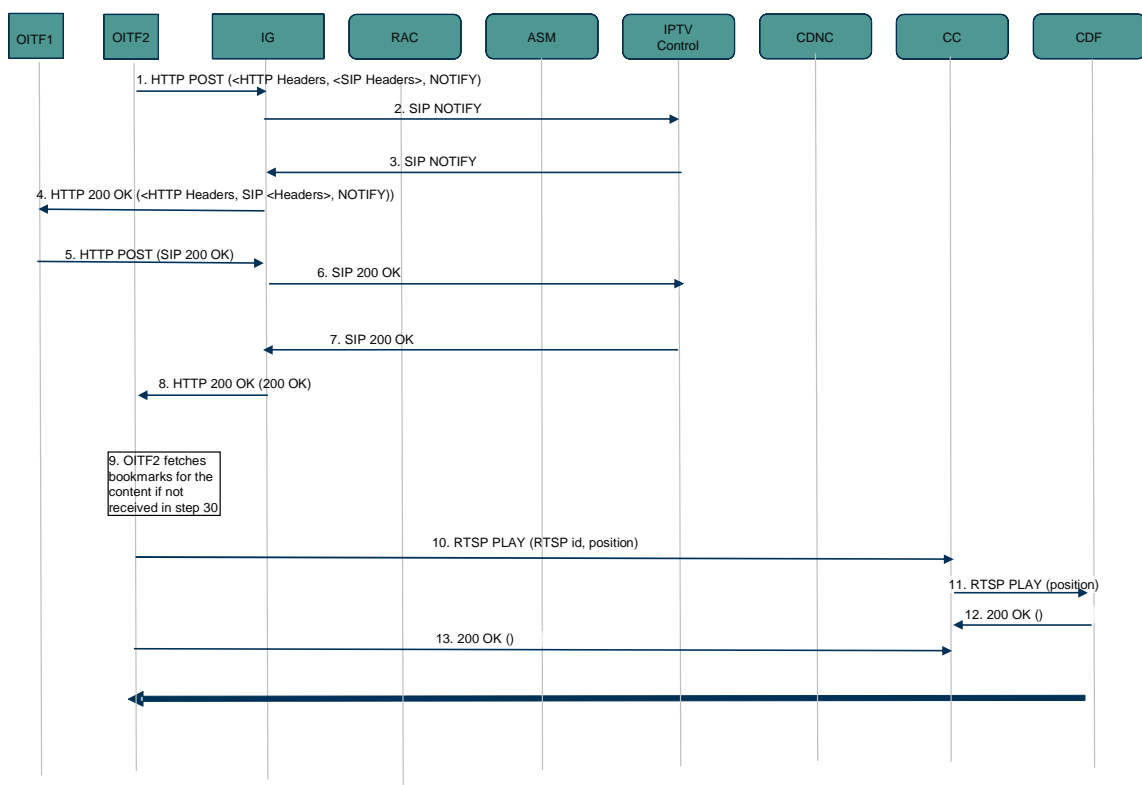 OITF1
OITF2
IG
RAC
ASM
IPTV
Control
CDNC
CC
CDF
1. HTTP POST (<HTTP Headers, <SIP Headers>, NOTIFY)
2. SIP NOTIFY
3. SIP NOTIFY
4. HTTP 200 OK (<HTTP Headers, SIP <Headers>, NOTIFY))
5. HTTP POST (SIP 200 OK)
6. SIP 200 OK
7. SIP 200 OK
8. HTTP 200 OK (200 OK)
9. OITF2 fetches
bookmarks for the
content if not
received in step 30
10. RTSP PLAY (RTSP id, position)
11. RTSP PLAY (position)
12. 200 OK ()
13. 200 OK ()